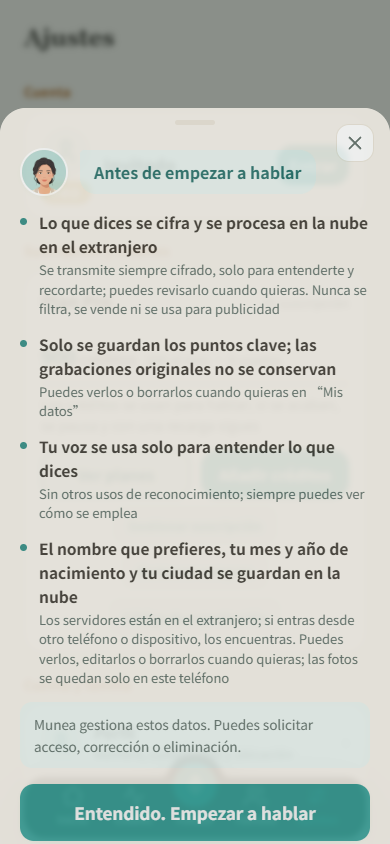 Ajustes
Cuenta
Antes de empezar a hablar
Lo que dices se cifra y se procesa en la nube
en el extranjero
Se transmite siempre cifrado, solo para entenderte y
recordarte; puedes revisarlo cuando quieras. Nunca se
filtra, se vende ni se usa para publicidad
Solo se guardan los puntos clave; las
grabaciones originales no se conservan
Puedes verlos o borrarlos cuando quieras en “Mis
datos”
Tu voz se usa solo para entender lo que
dices
Sin otros usos de reconocimiento; siempre puedes ver
cómo se emplea
El nombre que prefieres, tu mes y año de
nacimiento y tu ciudad se guardan en la
nube
Los servidores están en el extranjero; si entras desde
otro teléfono o dispositivo, los encuentras. Puedes
verlos, editarlos o borrarlos cuando quieras; las fotos
se quedan solo en este teléfono
Munea gestiona estos datos. Puedes solicitar
acceso, corrección o eliminación.
Entendido. Empezar a hablar